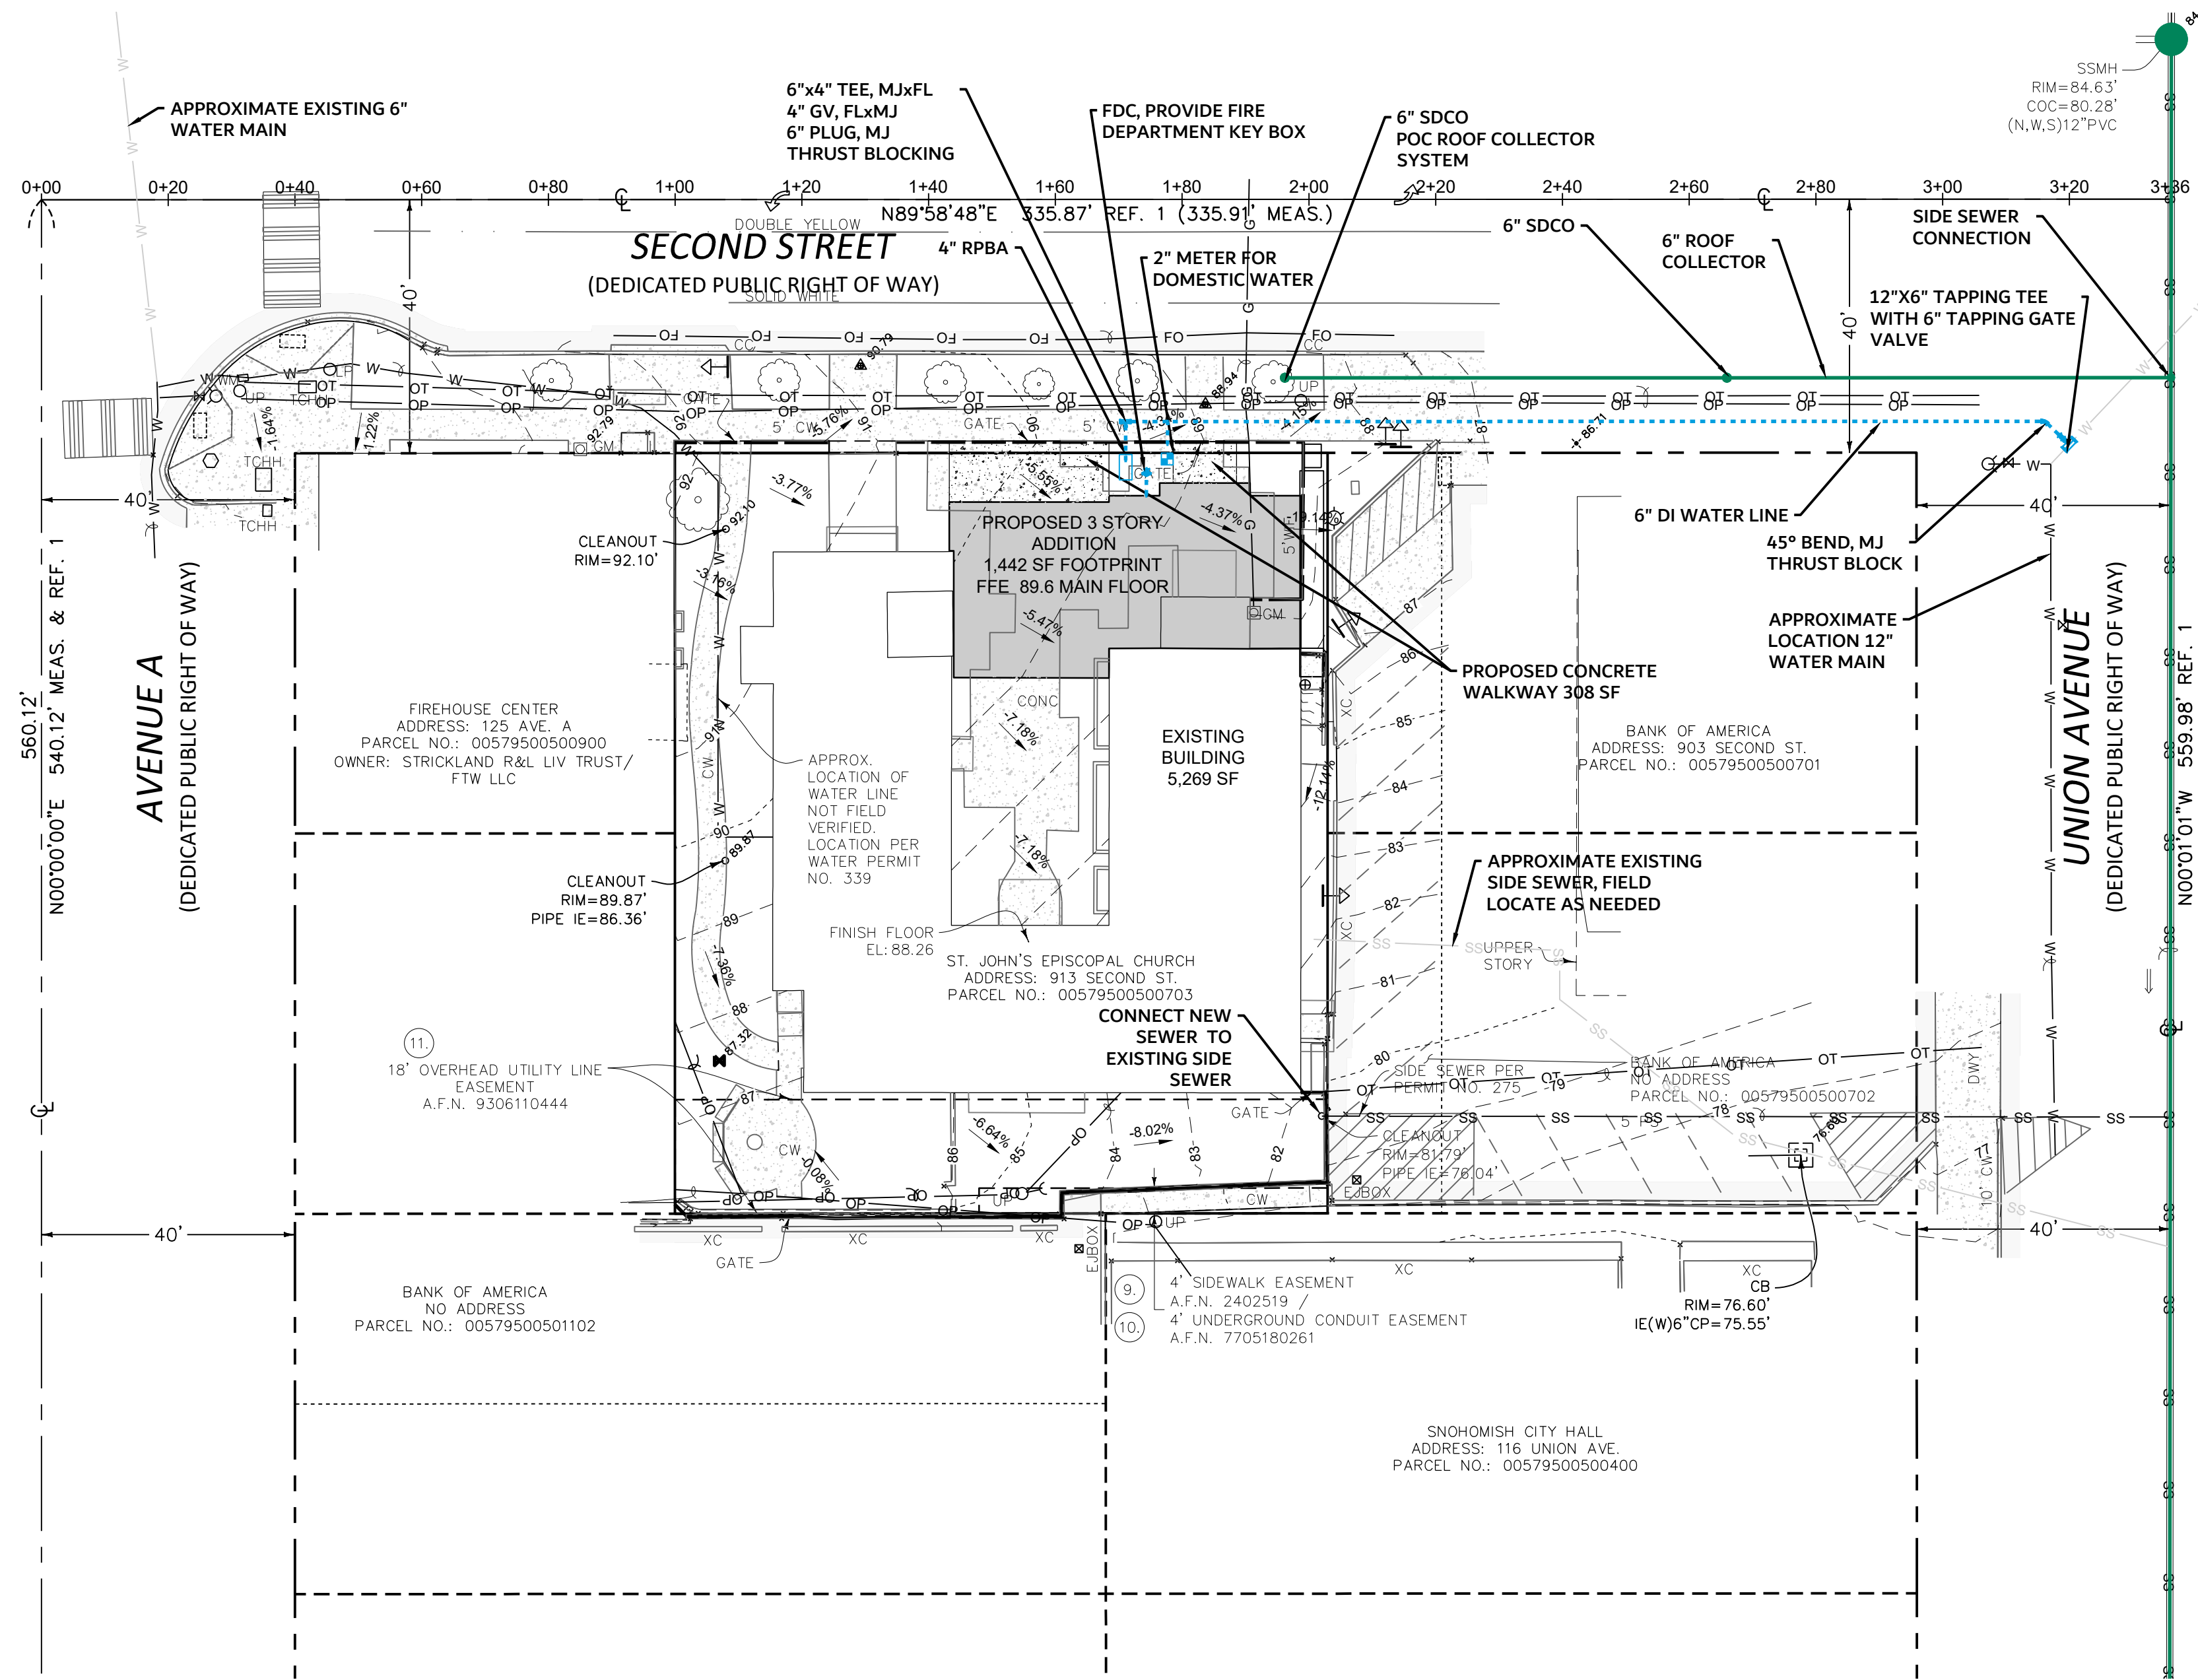 APPROXIMATE EXISTING 6"
WATER MAIN
6"x4" TEE, MJxFL
4" GV, FLxMJ
6" PLUG, MJ
THRUST BLOCKING
FDC, PROVIDE FIRE
DEPARTMENT KEY BOX
6" SDCO
POC ROOF COLLECTOR
SYSTEM
SSMH
RIM=84.63'
COC=80.28'
(N,W,S)12"PVC
0+00 0+20 0+40 0+60 0+80 1+00 1+20 1+40 1+60 1+80 2+00 2+20 2+40 2+60 2+80 3+00 3+20 3+36
N89°58'48"E 335.87' REF. 1 (335.91' MEAS.)
DOUBLE YELLOW
SECOND STREET
(DEDICATED PUBLIC RIGHT OF WAY)
SOLID WHITE
4" RPBA
2" METER FOR
DOMESTIC WATER
6" SDCO
6" ROOF
COLLECTOR
SIDE SEWER
CONNECTION
12"X6" TAPPING TEE
WITH 6" TAPPING GATE
VALVE
40'
40'
6" DI WATER LINE
45° BEND, MJ
THRUST BLOCK
APPROXIMATE
LOCATION 12"
WATER MAIN
PROPOSED CONCRETE
WALKWAY 308 SF
PROPOSED 3 STORY
ADDITION
1,442 SF FOOTPRINT
FFE 89.6 MAIN FLOOR
CLEANOUT
RIM=92.10'
CLEANOUT
RIM=89.87'
PIPE IE=86.36'
560.12'
N00°00'00"E 540.12' MEAS. & REF. 1
AVENUE A
(DEDICATED PUBLIC RIGHT OF WAY)
FIREHOUSE CENTER
ADDRESS: 125 AVE. A
PARCEL NO.: 00579500500900
OWNER: STRICKLAND R&L LIV TRUST/
FTW LLC
APPROX.
LOCATION OF
WATER LINE
NOT FIELD
VERIFIED.
LOCATION PER
WATER PERMIT
NO. 339
CONC
EXISTING
BUILDING
5,269 SF
FINISH FLOOR
EL: 88.26
ST. JOHN'S EPISCOPAL CHURCH
ADDRESS: 913 SECOND ST.
PARCEL NO.: 00579500500703
CONNECT NEW
SEWER TO
EXISTING SIDE
SEWER
BANK OF AMERICA
ADDRESS: 903 SECOND ST.
PARCEL NO.: 00579500500701
APPROXIMATE EXISTING
SIDE SEWER, FIELD
LOCATE AS NEEDED
UPPER
STORY
UNION AVENUE
(DEDICATED PUBLIC RIGHT OF WAY)
N00°01'01"W 559.98' REF. 1
SIDE SEWER PER
PERMIT NO. 275
BANK OF AMERICA
NO ADDRESS
PARCEL NO.: 00579500500702
CLEANOUT
RIM=81.79'
PIPE IE=76.04'
11.
18' OVERHEAD UTILITY LINE
EASEMENT
A.F.N. 9306110444
GATE
GATE
EJBOX
EJBOX
DWY
10' CW
40'
40'
40'
40'
9.
4' SIDEWALK EASEMENT
A.F.N. 2402519 /
10.
4' UNDERGROUND CONDUIT EASEMENT
A.F.N. 7705180261
CB
RIM=76.60'
IE(W)6"CP=75.55'
BANK OF AMERICA
NO ADDRESS
PARCEL NO.: 00579500501102
SNOHOMISH CITY HALL
ADDRESS: 116 UNION AVE.
PARCEL NO.: 00579500500400